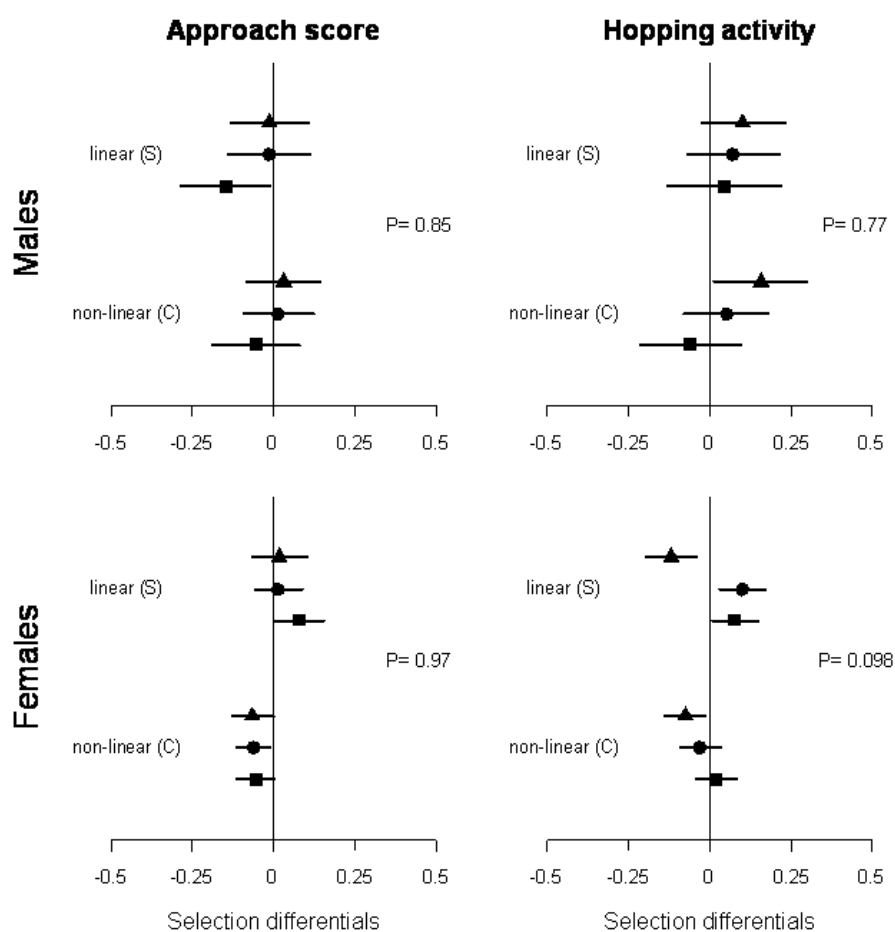 Approach score
Hopping activity
Males
linear (S)
P= 0.85
non-linear (C)
-0.5 -0.25 0 0.25 0.5
linear (S)
P= 0.77
non-linear (C)
-0.5 -0.25 0 0.25 0.5
Females
linear (S)
P= 0.97
non-linear (C)
-0.5 -0.25 0 0.25 0.5
Selection differentials
linear (S)
P= 0.098
non-linear (C)
-0.5 -0.25 0 0.25 0.5
Selection differentials